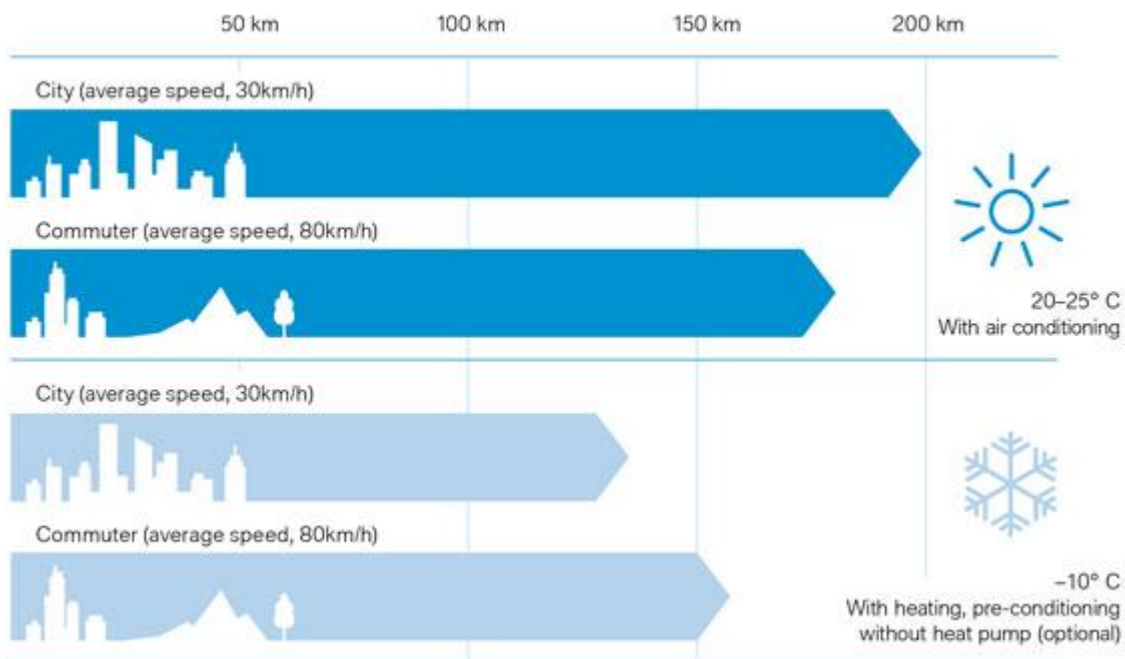 50 km 100 km 150 km 200 km
City (average speed, 30km/h)
Commuter (average speed, 80km/h)
20–25° C
With air conditioning
City (average speed, 30km/h)
Commuter (average speed, 80km/h)
–10° C
With heating, pre-conditioning
without heat pump (optional)